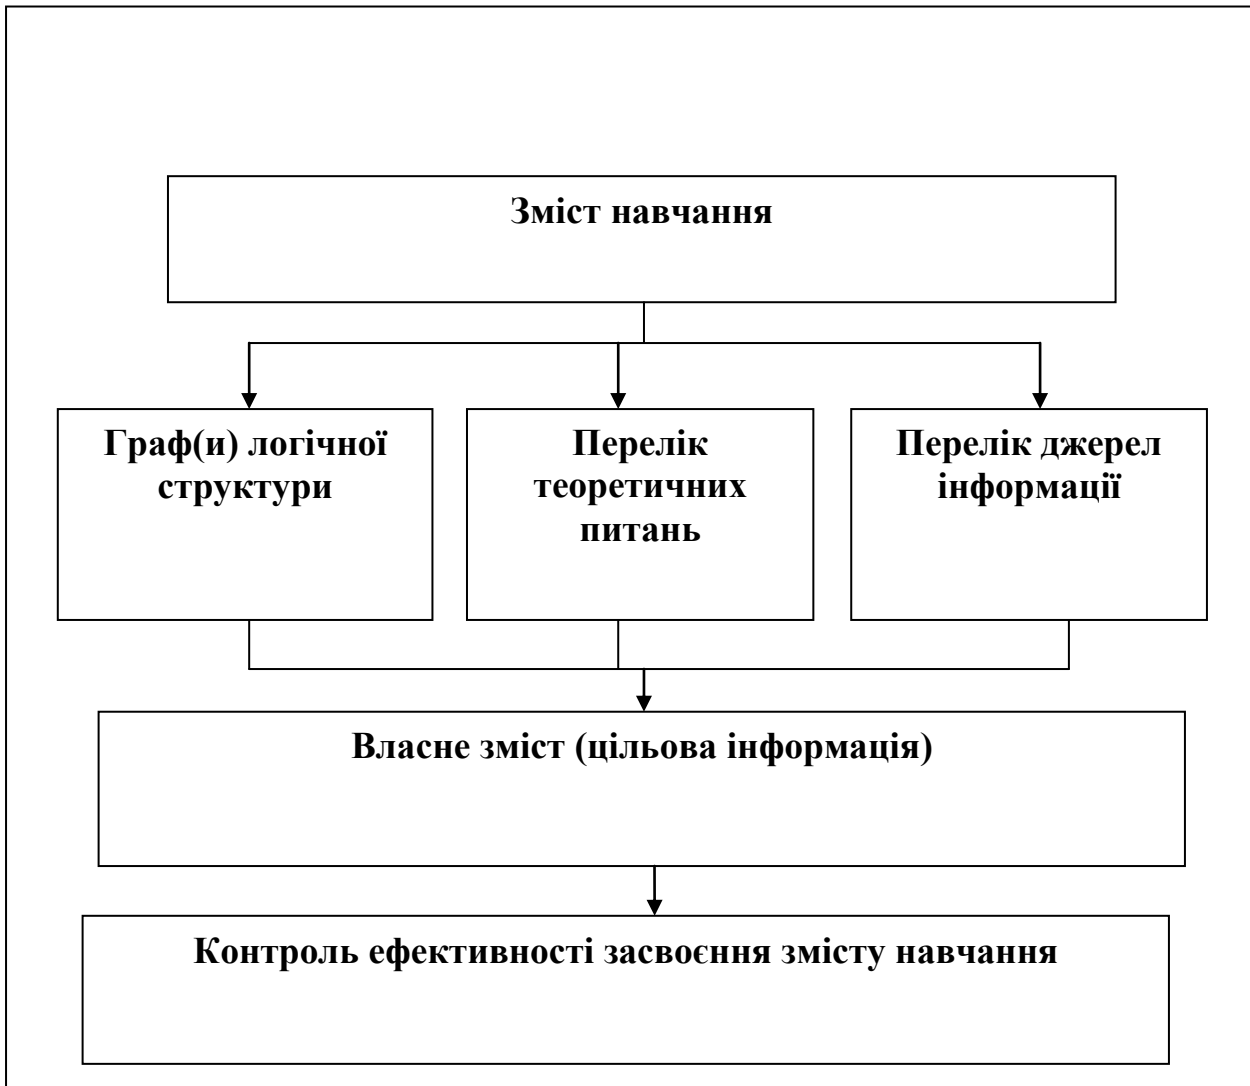 Зміст навчання
Граф(и) логічної
структури
Перелік
теоретичних
питань
Перелік джерел
інформації
Власне зміст (цільова інформація)
Контроль ефективності засвоєння змісту навчання